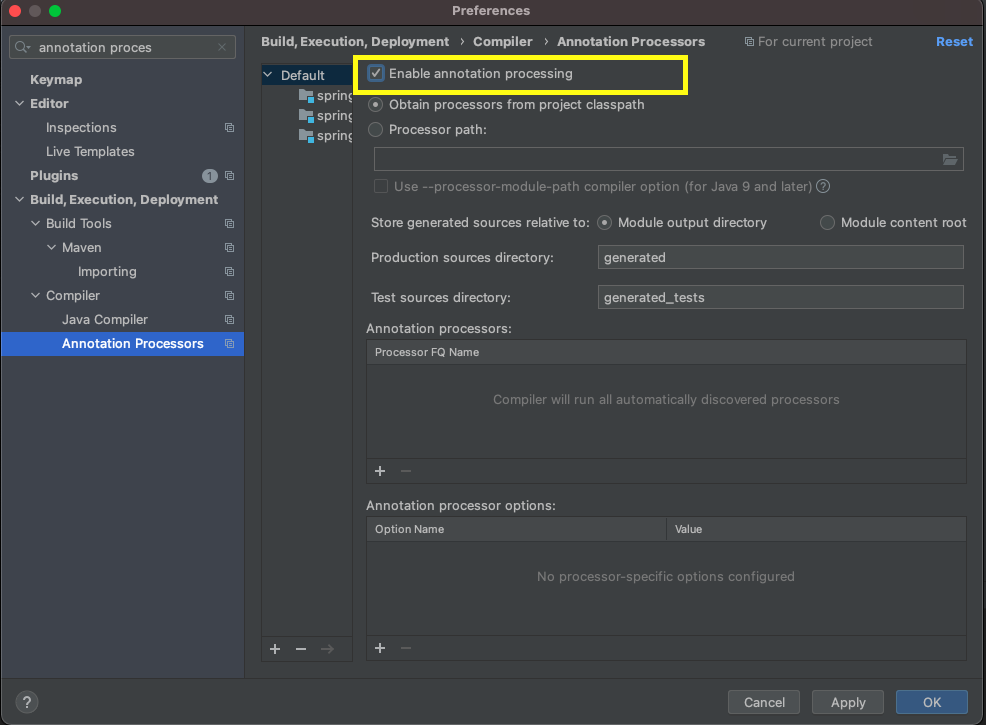 Preferences
annotation proces
Keymap
Editor
Inspections
Live Templates
Plugins 1
Build, Execution, Deployment
Build Tools
Maven
Importing
Compiler
Java Compiler
Annotation Processors
Build, Execution, Deployment › Compiler › Annotation Processors For current project Reset
Default
spring
spring
spring
Enable annotation processing
Obtain processors from project classpath
Processor path:
Use --processor-module-path compiler option (for Java 9 and later) ?
Store generated sources relative to: Module output directory Module content root
Production sources directory: generated
Test sources directory: generated_tests
Annotation processors:
Processor FQ Name
Compiler will run all automatically discovered processors
+ −
Annotation processor options:
Option Name Value
No processor-specific options configured
+ −
+ − →
? Cancel Apply OK